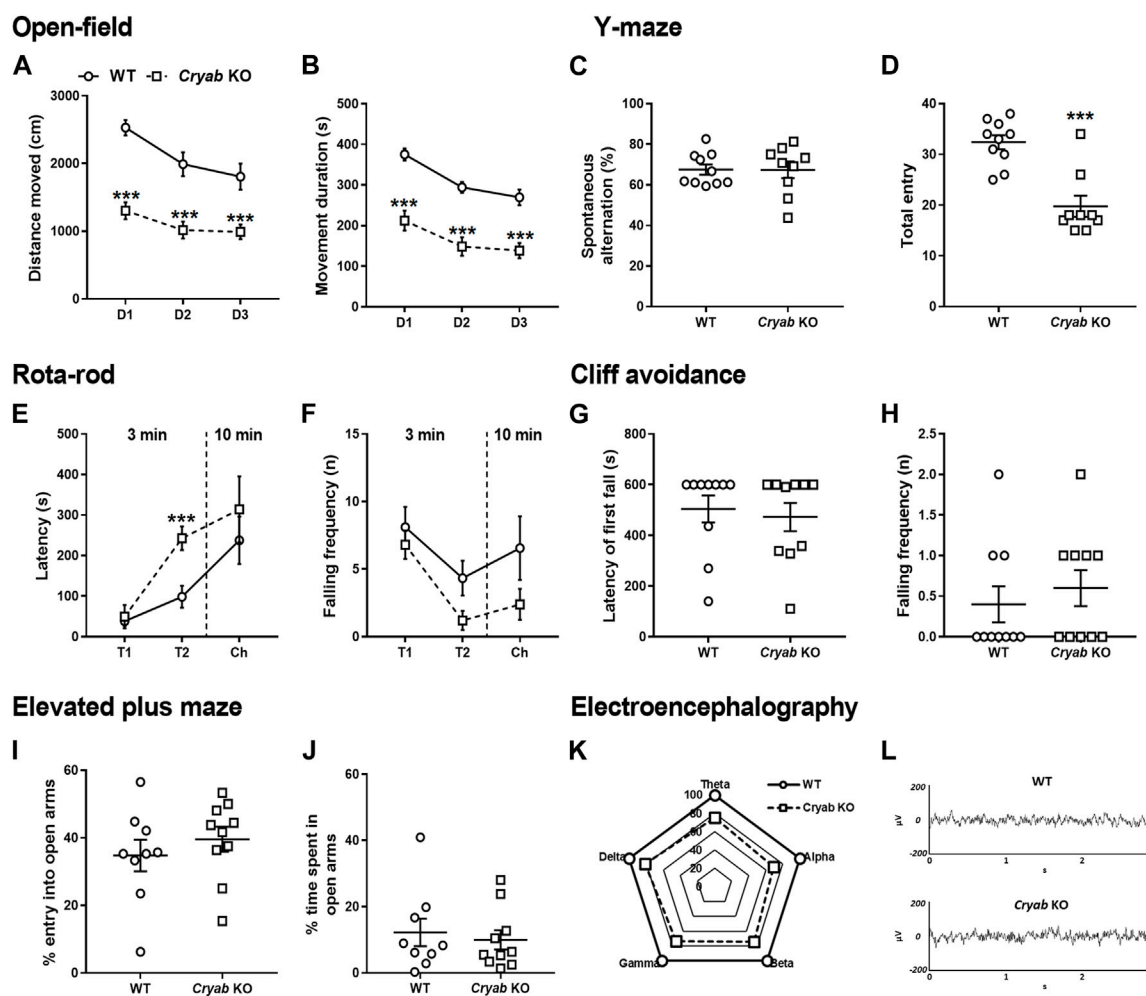 Open-field
Y-maze
A
WT
Cryab KO
B
C
D
Distance moved (cm)
3000
2000
1000
0
***
***
***
D1
D2
D3
Movement duration (s)
500
400
300
200
100
0
***
***
***
D1
D2
D3
Spontaneous
alternation (%)
100
80
60
40
20
0
WT
Cryab KO
Total entry
40
30
20
10
0
***
WT
Cryab KO
Rota-rod
Cliff avoidance
E
F
G
H
Latency (s)
500
400
300
200
100
0
3 min
10 min
***
T1
T2
Ch
Falling frequency (n)
15
10
5
0
3 min
10 min
T1
T2
Ch
Latency of first fall (s)
800
600
400
200
0
WT
Cryab KO
Falling frequency (n)
2.5
2.0
1.5
1.0
0.5
0.0
WT
Cryab KO
Elevated plus maze
Electroencephalography
I
J
K
L
% entry into open arms
60
40
20
0
WT
Cryab KO
% time spent in
open arms
60
40
20
0
WT
Cryab KO
Theta
100
80
60
40
20
0
Alpha
Beta
Gamma
Delta
WT
Cryab KO
WT
200
0
-200
µV
0
1
2
s
Cryab KO
200
0
-200
µV
0
1
2
s